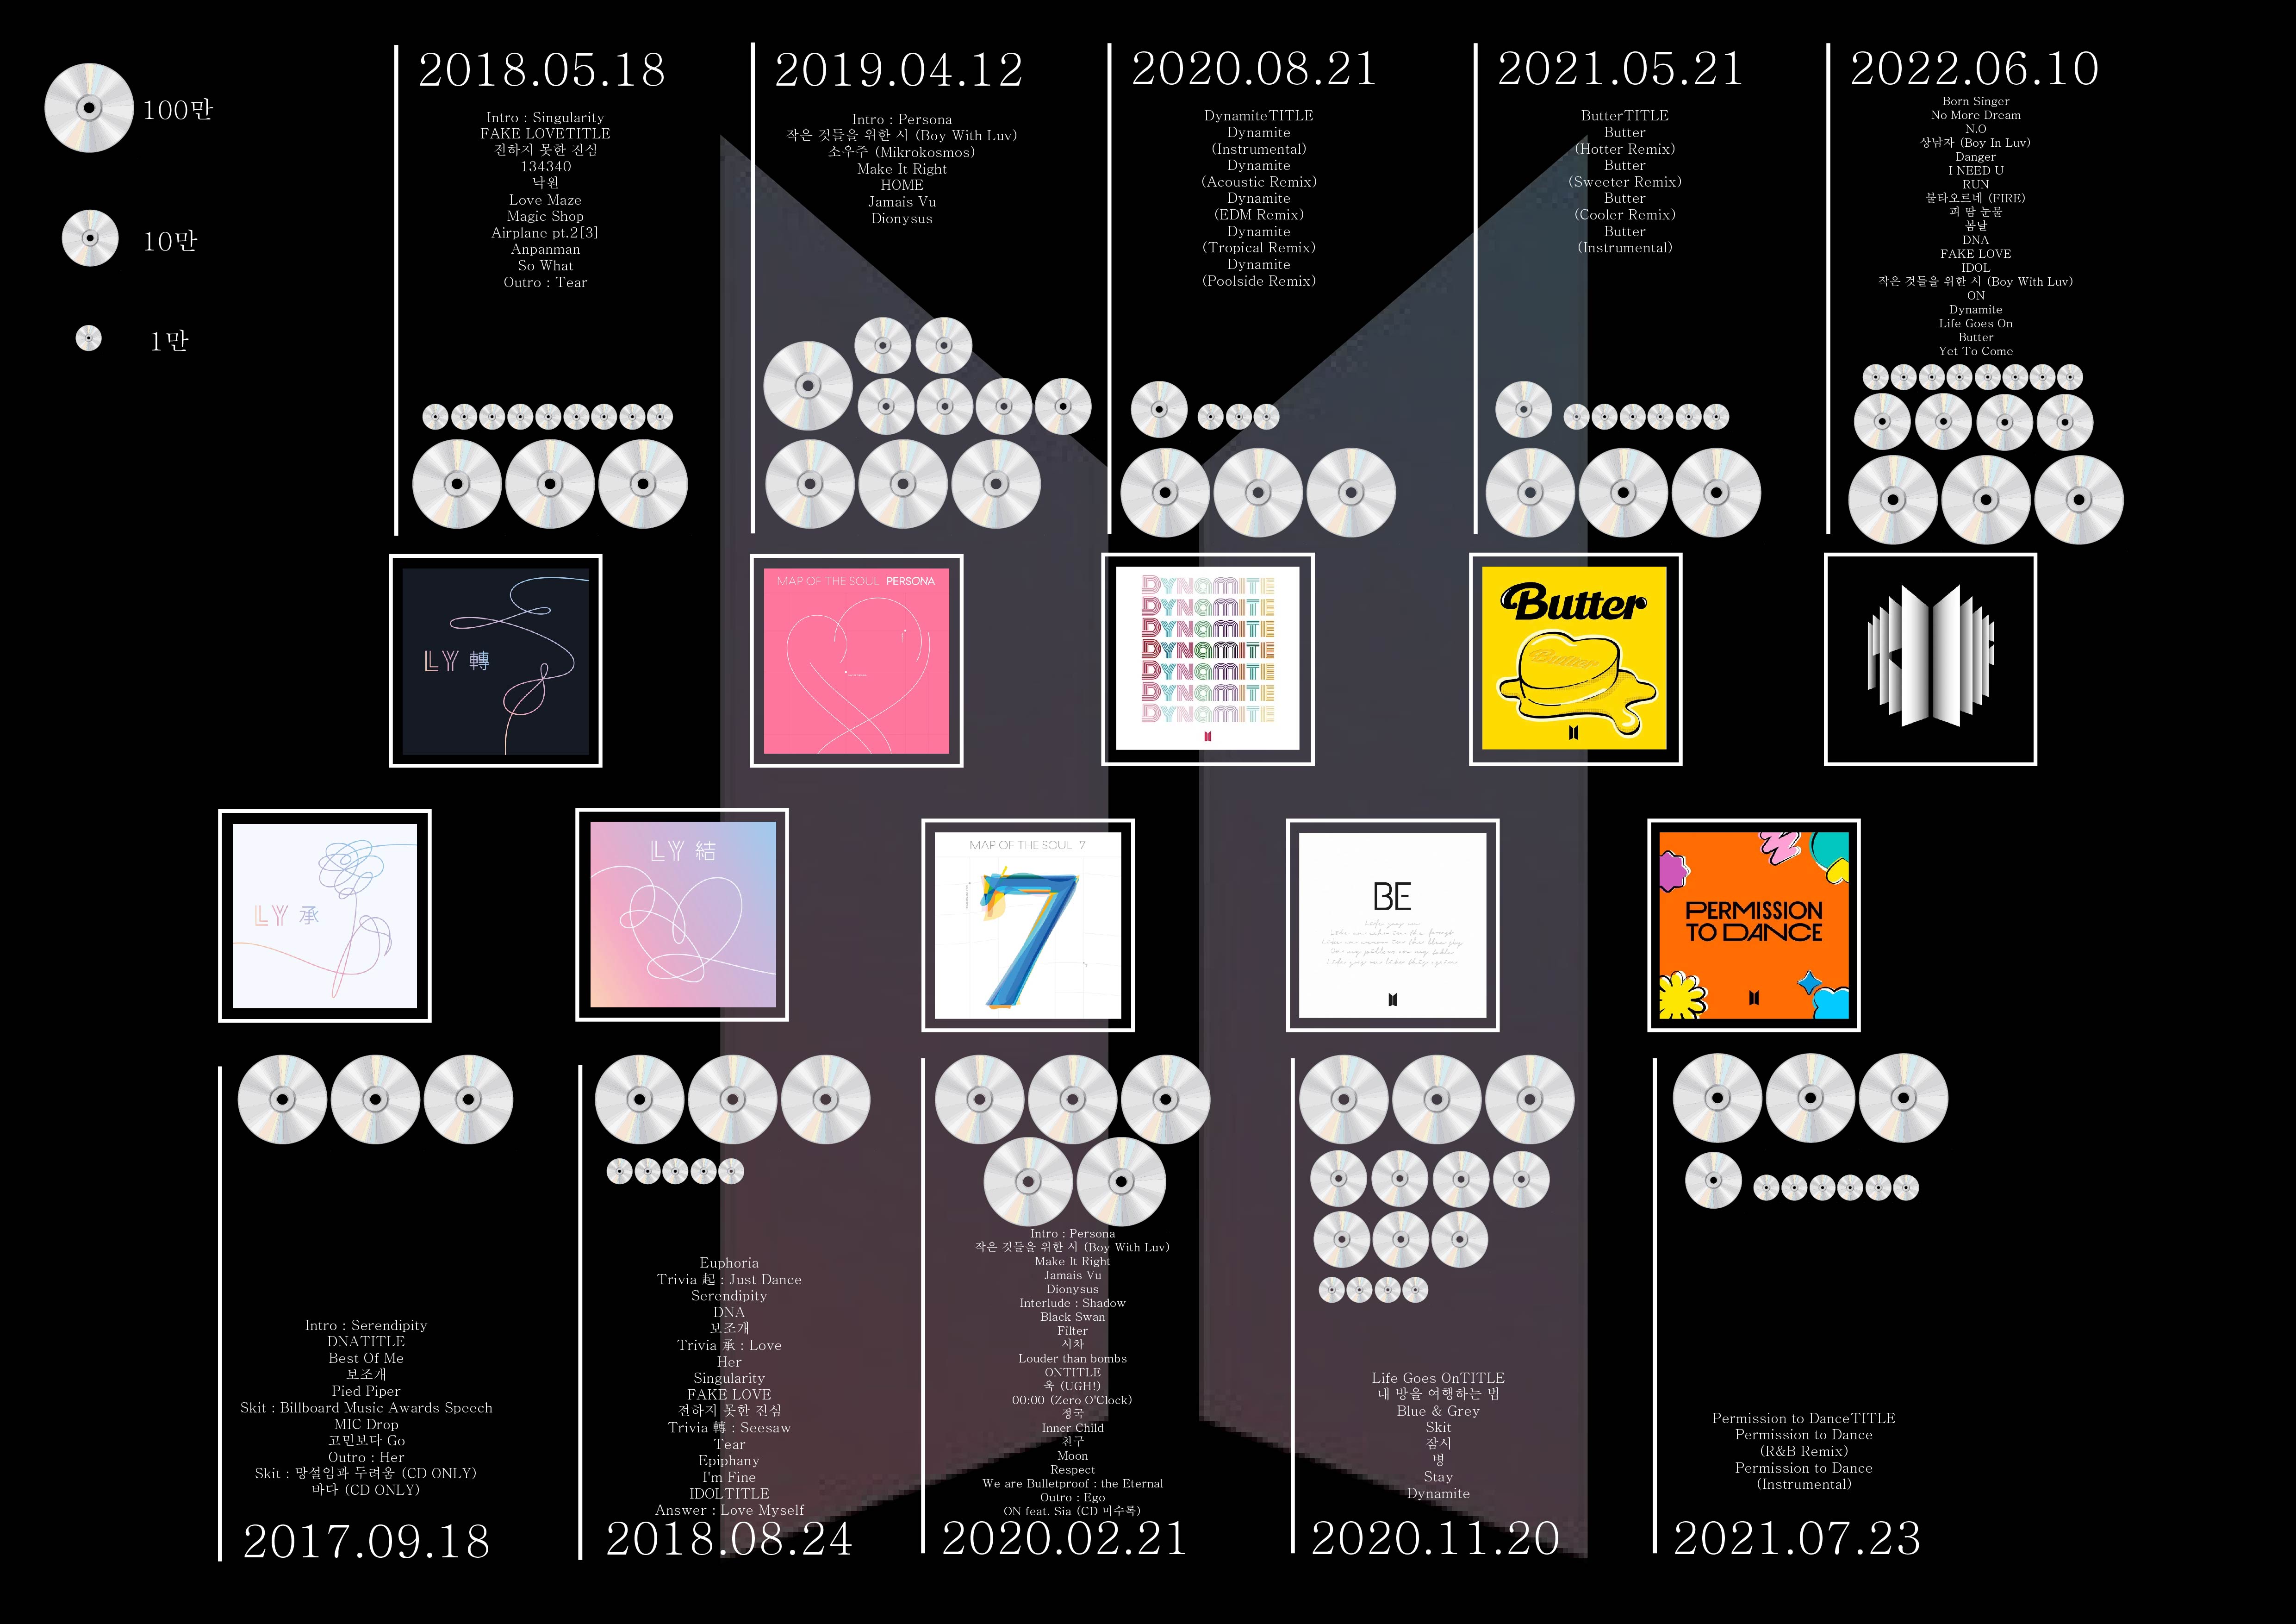 100만
10만
1만
2018.05.18
Intro : Singularity
FAKE LOVETITLE
전하지 못한 진심
134340
낙원
Love Maze
Magic Shop
Airplane pt.2[3]
Anpanman
So What
Outro : Tear
2019.04.12
Intro : Persona
작은 것들을 위한 시 (Boy With Luv)
소우주 (Mikrokosmos)
Make It Right
HOME
Jamais Vu
Dionysus
2020.08.21
DynamiteTITLE
Dynamite
(Instrumental)
Dynamite
(Acoustic Remix)
Dynamite
(EDM Remix)
Dynamite
(Tropical Remix)
Dynamite
(Poolside Remix)
2021.05.21
ButterTITLE
Butter
(Hotter Remix)
Butter
(Sweeter Remix)
Butter
(Cooler Remix)
Butter
(Instrumental)
2022.06.10
Born Singer
No More Dream
N.O
상남자 (Boy In Luv)
Danger
I NEED U
RUN
불타오르네 (FIRE)
피 땀 눈물
봄날
DNA
FAKE LOVE
IDOL
작은 것들을 위한 시 (Boy With Luv)
ON
Dynamite
Life Goes On
Butter
Yet To Come
LY 轉
MAP OF THE SOUL PERSONA
DYNAMITE
DYNAMITE
DYNAMITE
DYNAMITE
DYNAMITE
DYNAMITE
DYNAMITE
Butter
Butter
LY 承
LY 結
MAP OF THE SOUL 7
7
BE
PERMISSION
TO DANCE
Intro : Serendipity
DNATITLE
Best Of Me
보조개
Pied Piper
Skit : Billboard Music Awards Speech
MIC Drop
고민보다 Go
Outro : Her
Skit : 망설임과 두려움 (CD ONLY)
바다 (CD ONLY)
2017.09.18
Euphoria
Trivia 起 : Just Dance
Serendipity
DNA
보조개
Trivia 承 : Love
Her
Singularity
FAKE LOVE
전하지 못한 진심
Trivia 轉 : Seesaw
Tear
Epiphany
I'm Fine
IDOLTITLE
Answer : Love Myself
2018.08.24
Intro : Persona
작은 것들을 위한 시 (Boy With Luv)
Make It Right
Jamais Vu
Dionysus
Interlude : Shadow
Black Swan
Filter
시차
Louder than bombs
ONTITLE
욱 (UGH!)
00:00 (Zero O'Clock)
정국
Inner Child
친구
Moon
Respect
We are Bulletproof : the Eternal
Outro : Ego
ON feat. Sia (CD 미수록)
2020.02.21
Life Goes OnTITLE
내 방을 여행하는 법
Blue & Grey
Skit
잠시
병
Stay
Dynamite
2020.11.20
Permission to DanceTITLE
Permission to Dance
(R&B Remix)
Permission to Dance
(Instrumental)
2021.07.23